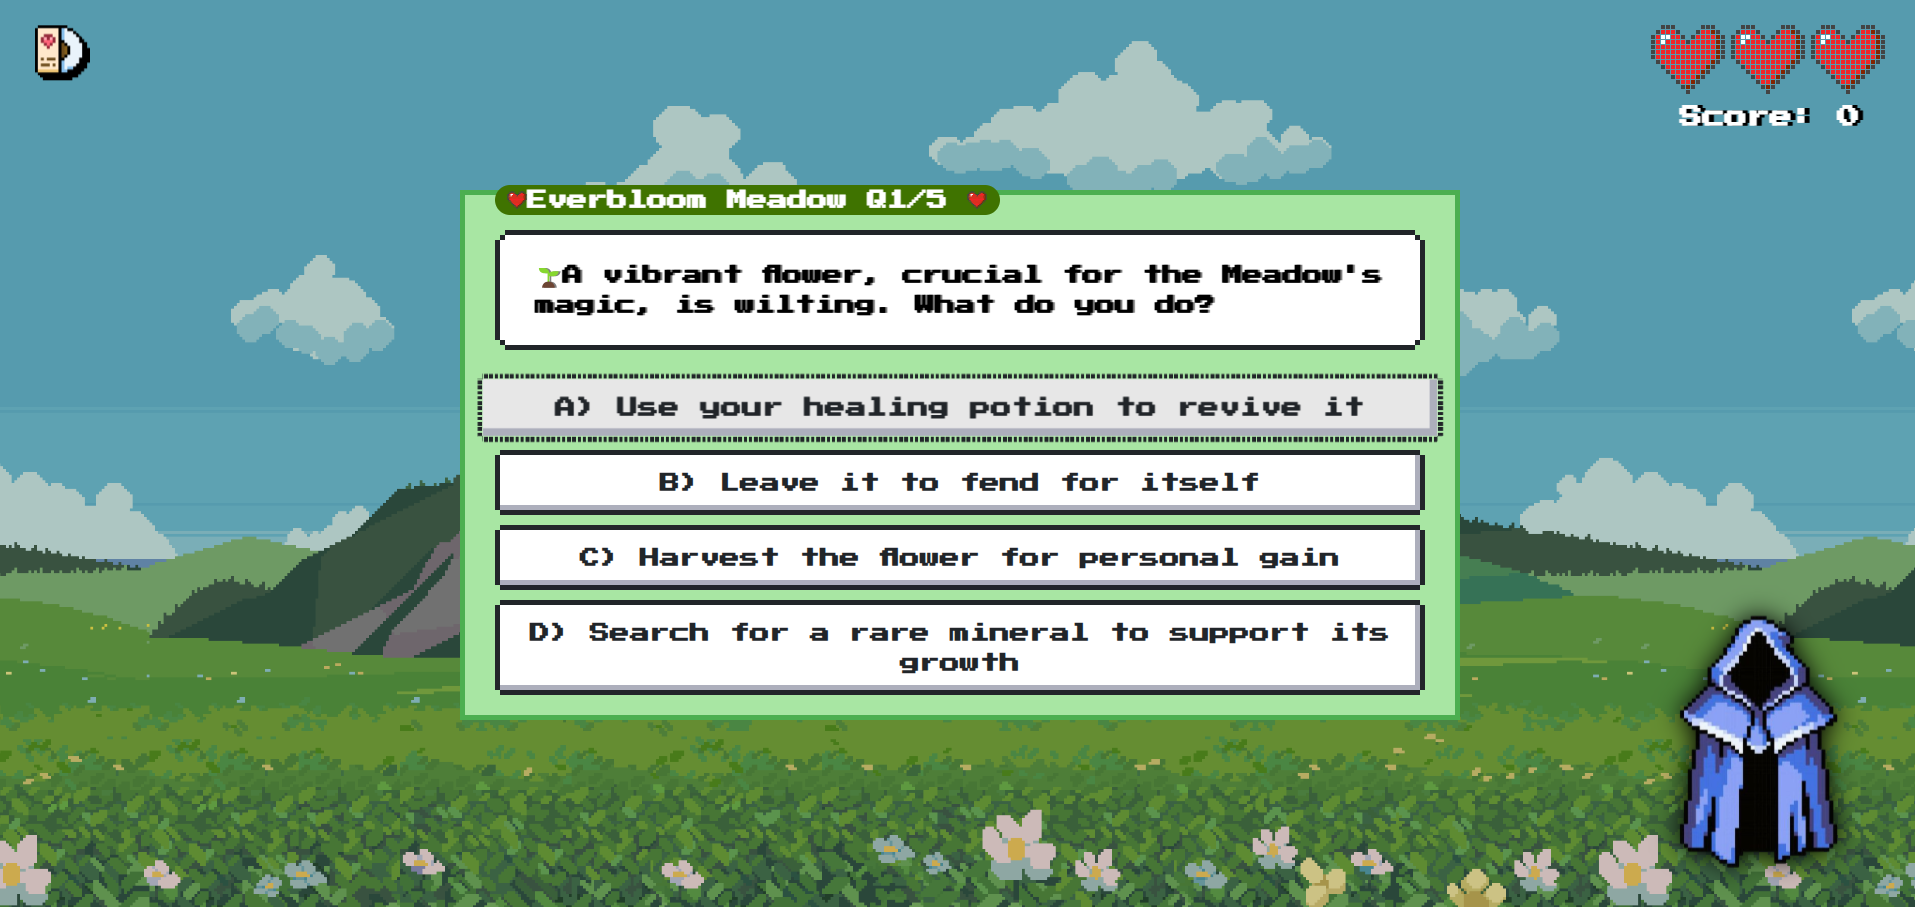 Score: 0
❤️Everbloom Meadow Q1/5 ❤️
🌱A vibrant flower, crucial for the Meadow's
magic, is wilting. What do you do?
A) Use your healing potion to revive it
B) Leave it to fend for itself
C) Harvest the flower for personal gain
D) Search for a rare mineral to support its
growth